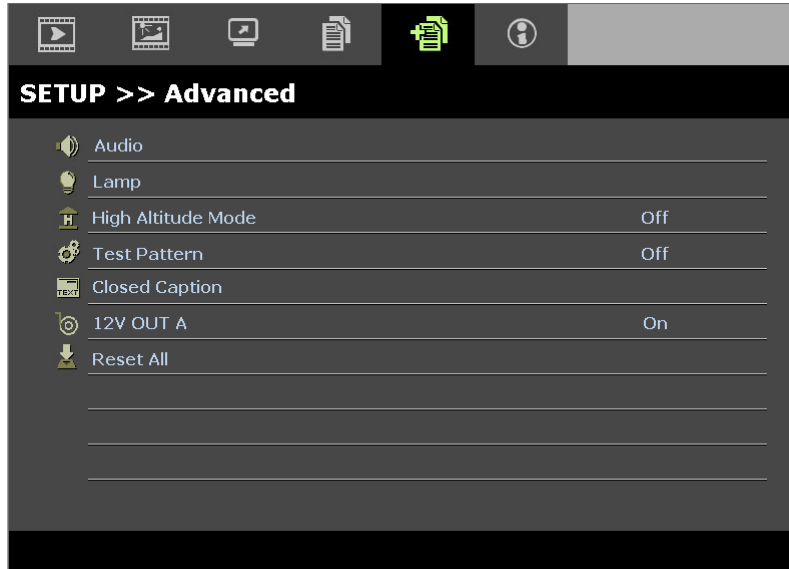 SETUP >> Advanced
Audio
Lamp
High Altitude Mode Off
Test Pattern Off
TEXT Closed Caption
12V OUT A On
Reset All